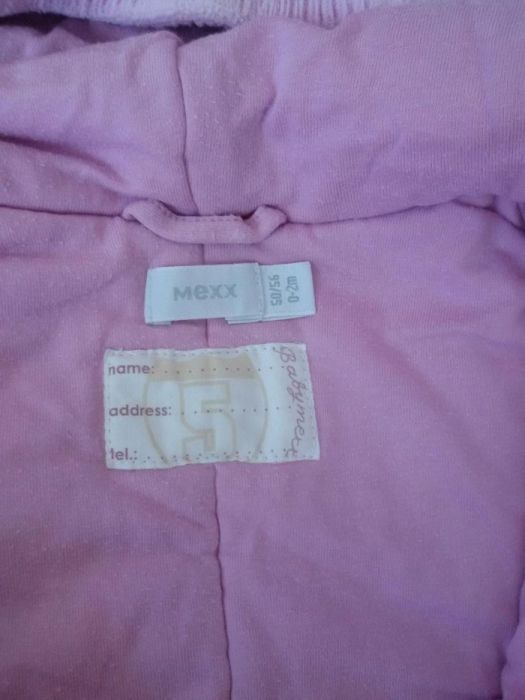 Mexx
50/56
0-2m
name:
address:
tel.:
5
Babymexx